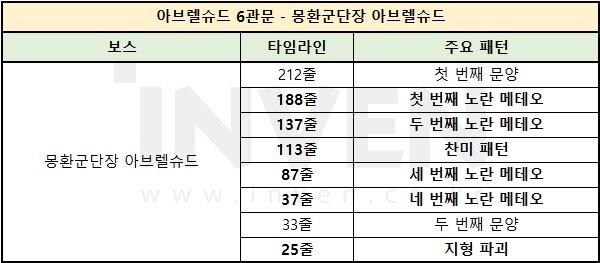 아브렐슈드 6관문 - 몽환군단장 아브렐슈드
보스 타임라인 주요 패턴
212줄 첫 번째 문양
188줄 첫 번째 노란 메테오
137줄 두 번째 노란 메테오
113줄 찬미 패턴
몽환군단장 아브렐슈드
87줄 세 번째 노란 메테오
37줄 네 번째 노란 메테오
33줄 두 번째 문양
25줄 지형 파괴
INVEN
www.inven.co.kr